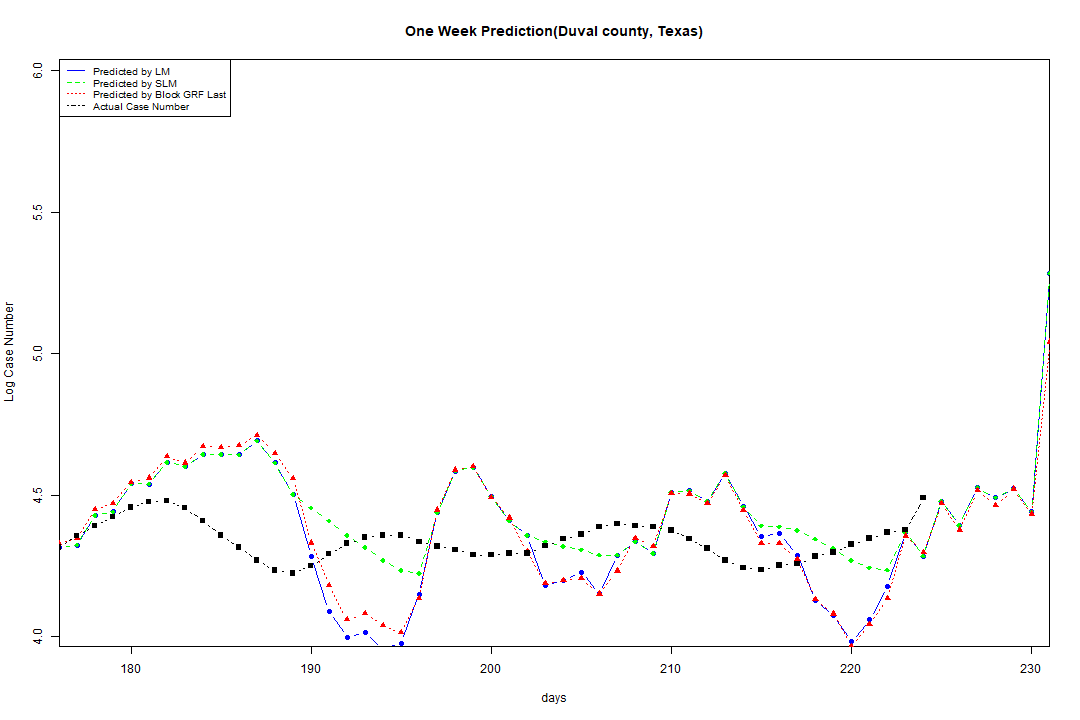 One Week Prediction(Duval county, Texas)
Predicted by LM
Predicted by SLM
Predicted by Block GRF Last
Actual Case Number
6.0
5.5
5.0
4.5
4.0
Log Case Number
180 190 200 210 220 230
days